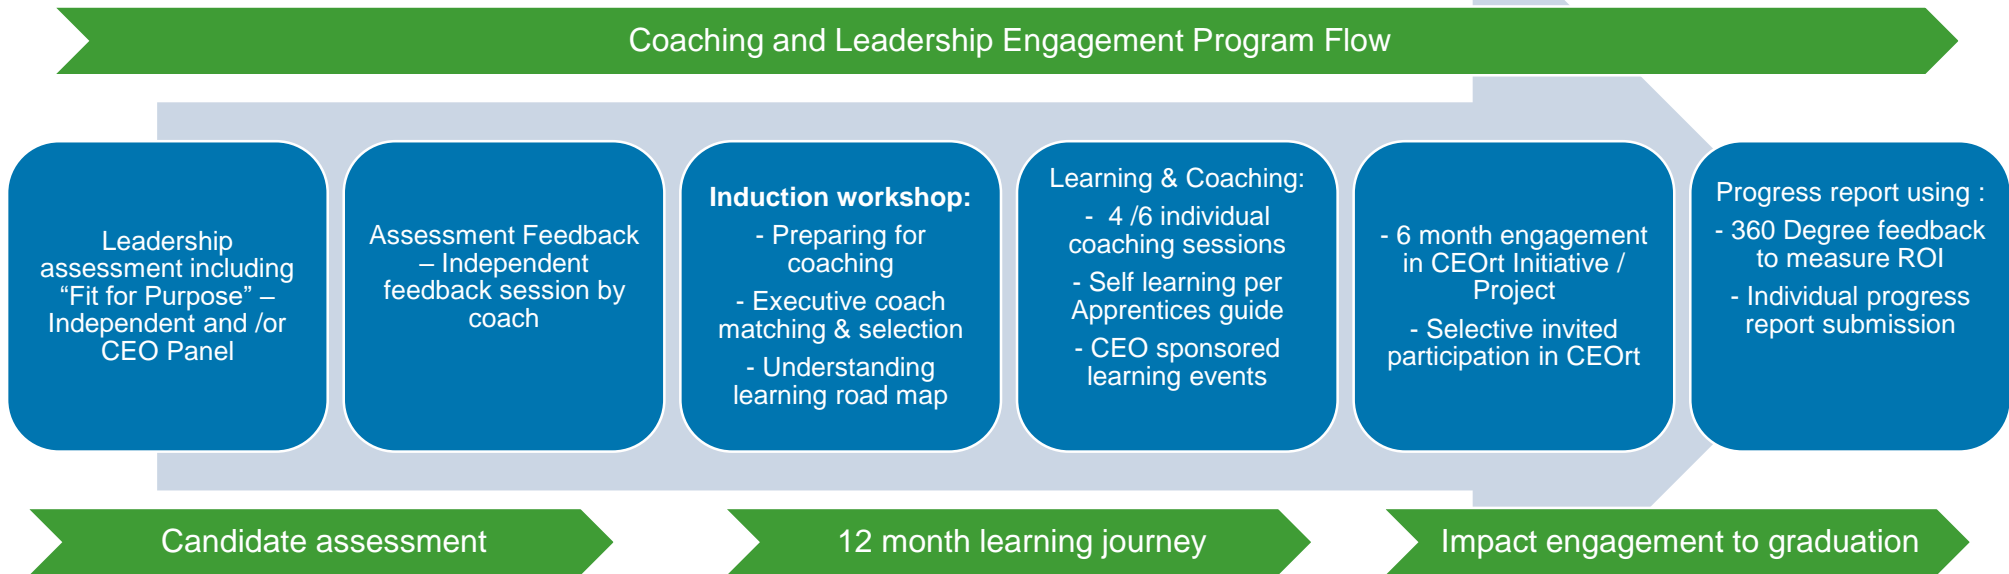 Coaching and Leadership Engagement Program Flow
Leadership
assessment including
“Fit for Purpose” –
Independent and /or
CEO Panel
Assessment Feedback
– Independent
feedback session by
coach
Induction workshop:
- Preparing for
coaching
- Executive coach
matching & selection
- Understanding
learning road map
Learning & Coaching:
- 4 /6 individual
coaching sessions
- Self learning per
Apprentices guide
- CEO sponsored
learning events
- 6 month engagement
in CEOrt Initiative /
Project
- Selective invited
participation in CEOrt
Progress report using :
- 360 Degree feedback
to measure ROI
- Individual progress
report submission
Candidate assessment
12 month learning journey
Impact engagement to graduation